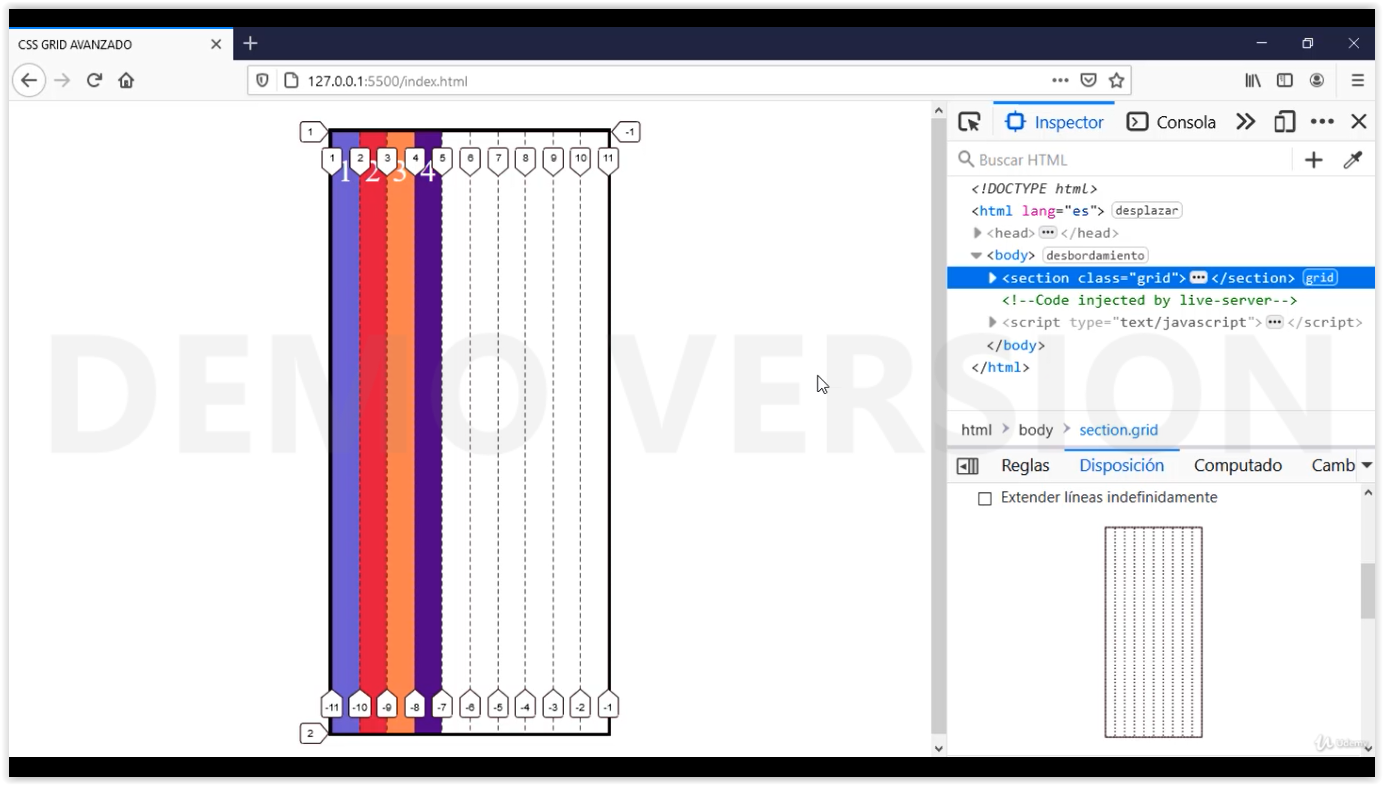 CSS GRID AVANZADO
127.0.0.1:5500/index.html
1 -1
1 2 3 4 5 6 7 8 9 10 11
1 2 3 4
-11 -10 -9 -8 -7 -6 -5 -4 -3 -2 -1
2
Inspector Consola
Buscar HTML
<!DOCTYPE html>
<html lang="es"> desplazar
<head> ••• </head>
<body> desbordamiento
<section class="grid"> ••• </section> grid
<!--Code injected by live-server-->
<script type="text/javascript"> ••• </script>
</body>
</html>
DEMO VERSION
html > body > section.grid
Reglas Disposición Computado Camb
Extender líneas indefinidamente
Udemy